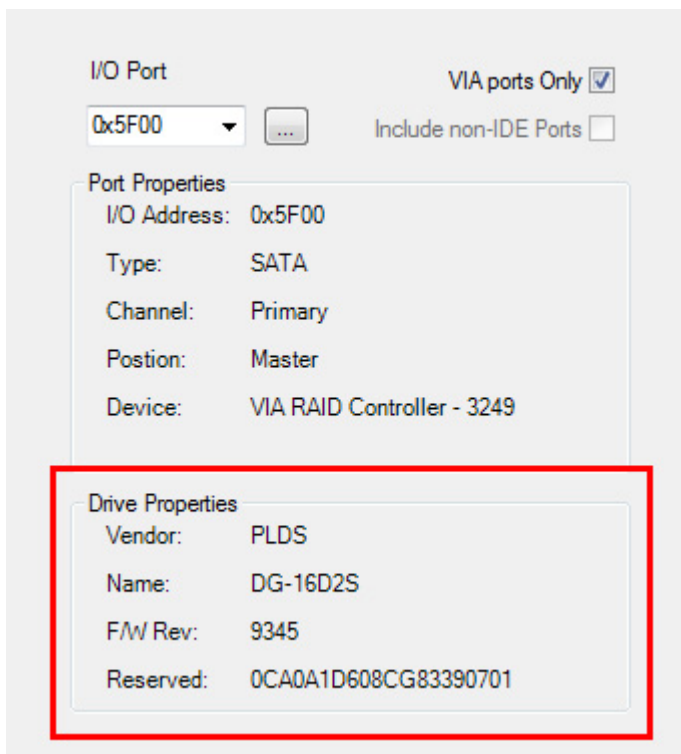 I/O Port
VIA ports Only
0x5F00
...
Include non-IDE Ports
Port Properties
I/O Address: 0x5F00
Type: SATA
Channel: Primary
Postion: Master
Device: VIA RAID Controller - 3249
Drive Properties
Vendor: PLDS
Name: DG-16D2S
F/W Rev: 9345
Reserved: 0CA0A1D608CG83390701